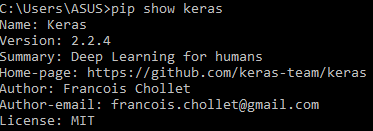 C:\Users\ASUS>pip show keras
Name: Keras
Version: 2.2.4
Summary: Deep Learning for humans
Home-page: https://github.com/keras-team/keras
Author: Francois Chollet
Author-email: francois.chollet@gmail.com
License: MIT